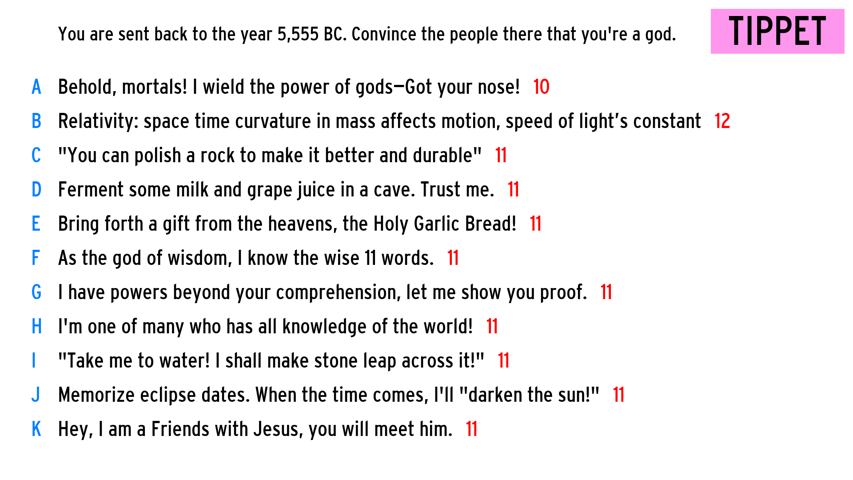 You are sent back to the year 5,555 BC. Convince the people there that you're a god.
TIPPET
A Behold, mortals! I wield the power of gods—Got your nose! 10
B Relativity: space time curvature in mass affects motion, speed of light’s constant 12
C "You can polish a rock to make it better and durable" 11
D Ferment some milk and grape juice in a cave. Trust me. 11
E Bring forth a gift from the heavens, the Holy Garlic Bread! 11
F As the god of wisdom, I know the wise 11 words. 11
G I have powers beyond your comprehension, let me show you proof. 11
H I'm one of many who has all knowledge of the world! 11
I "Take me to water! I shall make stone leap across it!" 11
J Memorize eclipse dates. When the time comes, I'll "darken the sun!" 11
K Hey, I am a Friends with Jesus, you will meet him. 11